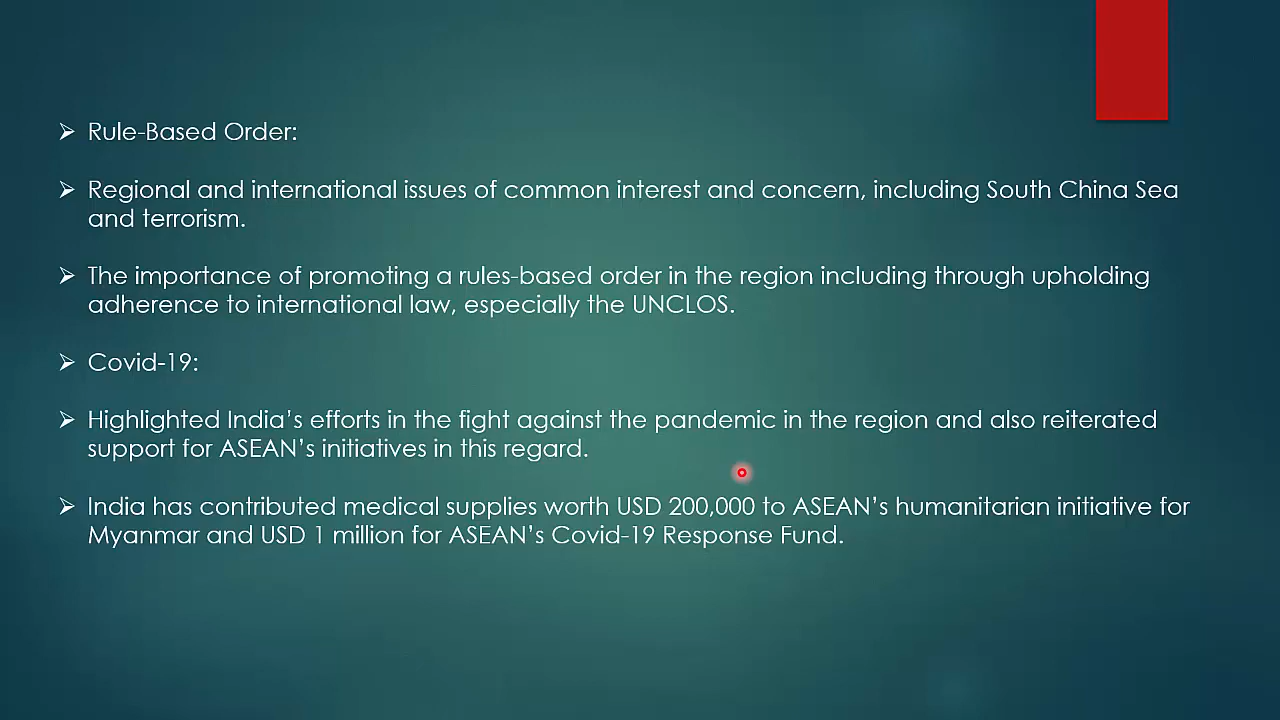 ➢ Rule-Based Order:
➢ Regional and international issues of common interest and concern, including South China Sea
and terrorism.
➢ The importance of promoting a rules-based order in the region including through upholding
adherence to international law, especially the UNCLOS.
➢ Covid-19:
➢ Highlighted India’s efforts in the fight against the pandemic in the region and also reiterated
support for ASEAN’s initiatives in this regard.
➢ India has contributed medical supplies worth USD 200,000 to ASEAN’s humanitarian initiative for
Myanmar and USD 1 million for ASEAN’s Covid-19 Response Fund.